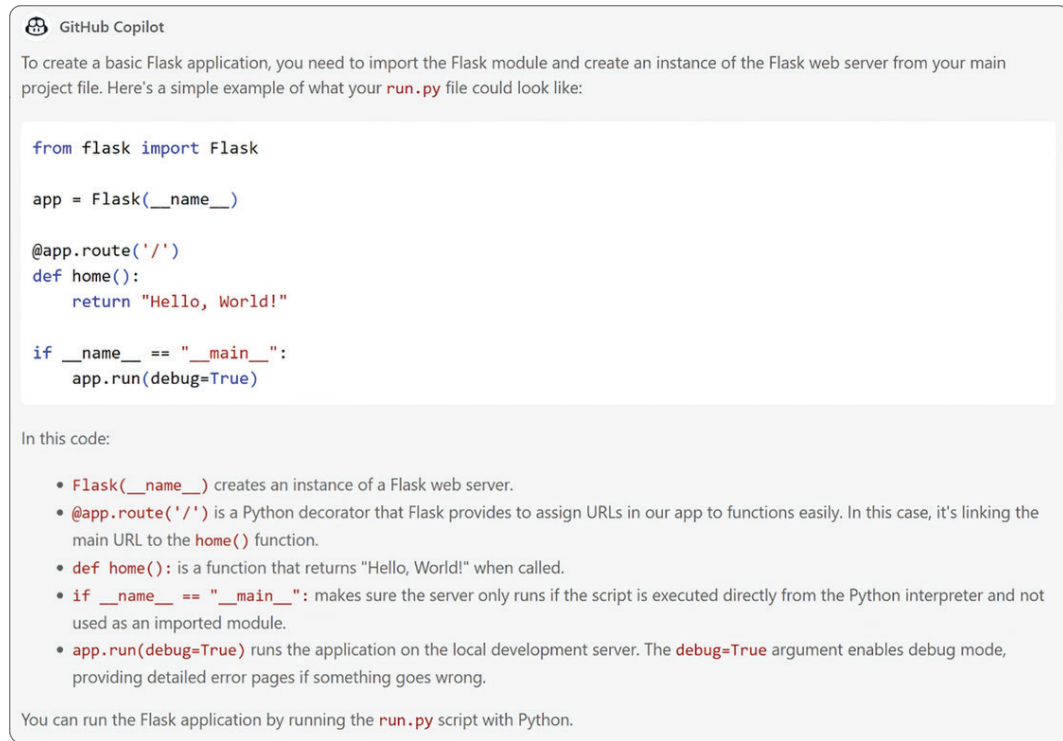 GitHub Copilot
To create a basic Flask application, you need to import the Flask module and create an instance of the Flask web server from your main
project file. Here's a simple example of what your run.py file could look like:
from flask import Flask
app = Flask(__name__)
@app.route('/')
def home():
    return "Hello, World!"
if __name__ == "__main__":
    app.run(debug=True)
In this code:
• Flask(__name__) creates an instance of a Flask web server.
• @app.route('/') is a Python decorator that Flask provides to assign URLs in our app to functions easily. In this case, it's linking the
main URL to the home() function.
• def home(): is a function that returns "Hello, World!" when called.
• if __name__ == "__main__": makes sure the server only runs if the script is executed directly from the Python interpreter and not
used as an imported module.
• app.run(debug=True) runs the application on the local development server. The debug=True argument enables debug mode,
providing detailed error pages if something goes wrong.
You can run the Flask application by running the run.py script with Python.